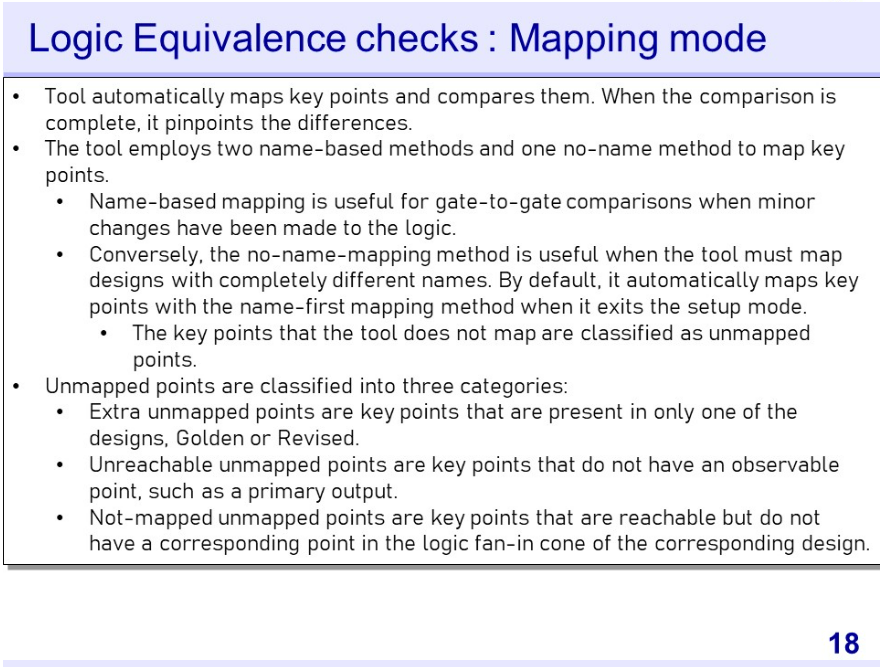 Logic Equivalence checks : Mapping mode
• Tool automatically maps key points and compares them. When the comparison is
complete, it pinpoints the differences.
• The tool employs two name-based methods and one no-name method to map key
points.
• Name-based mapping is useful for gate-to-gate comparisons when minor
changes have been made to the logic.
• Conversely, the no-name-mapping method is useful when the tool must map
designs with completely different names. By default, it automatically maps key
points with the name-first mapping method when it exits the setup mode.
• The key points that the tool does not map are classified as unmapped
points.
• Unmapped points are classified into three categories:
• Extra unmapped points are key points that are present in only one of the
designs, Golden or Revised.
• Unreachable unmapped points are key points that do not have an observable
point, such as a primary output.
• Not-mapped unmapped points are key points that are reachable but do not
have a corresponding point in the logic fan-in cone of the corresponding design.
18